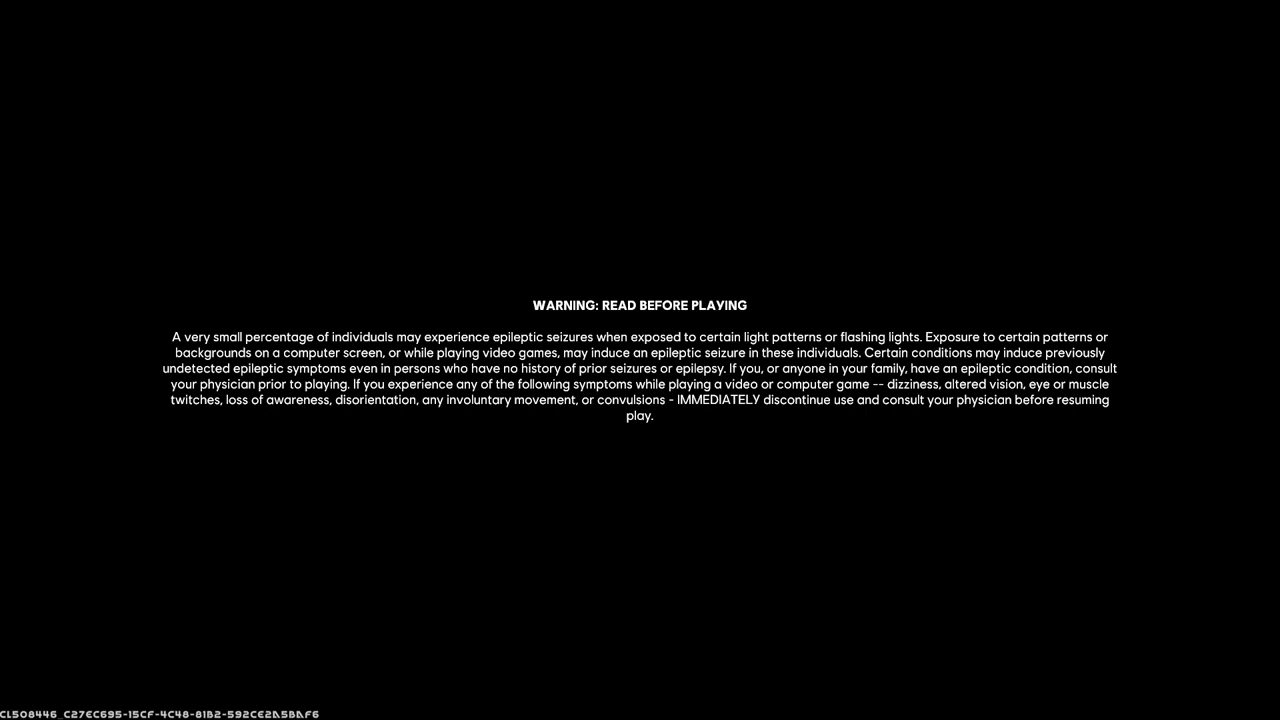 WARNING: READ BEFORE PLAYING
A very small percentage of individuals may experience epileptic seizures when exposed to certain light patterns or flashing lights. Exposure to certain patterns or
backgrounds on a computer screen, or while playing video games, may induce an epileptic seizure in these individuals. Certain conditions may induce previously
undetected epileptic symptoms even in persons who have no history of prior seizures or epilepsy. If you, or anyone in your family, have an epileptic condition, consult
your physician prior to playing. If you experience any of the following symptoms while playing a video or computer game -- dizziness, altered vision, eye or muscle
twitches, loss of awareness, disorientation, any involuntary movement, or convulsions - IMMEDIATELY discontinue use and consult your physician before resuming
play.
CL508446_C27EC695-15CF-4C48-81B2-592CE2A5BAF6